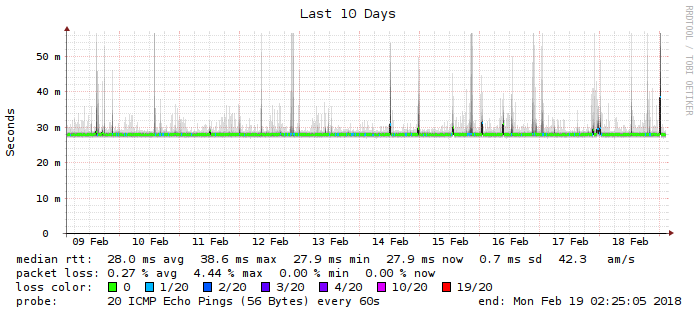 Last 10 Days
RRDTOOL / TOBI OETIKER
Seconds
50 m
40 m
30 m
20 m
10 m
0
09 Feb 10 Feb 11 Feb 12 Feb 13 Feb 14 Feb 15 Feb 16 Feb 17 Feb 18 Feb
median rtt: 28.0 ms avg 38.6 ms max 27.9 ms min 27.9 ms now 0.7 ms sd 42.3 am/s
packet loss: 0.27 % avg 4.44 % max 0.00 % min 0.00 % now
loss color: 0 1/20 2/20 3/20 4/20 10/20 19/20
probe: 20 ICMP Echo Pings (56 Bytes) every 60s end: Mon Feb 19 02:25:05 2018